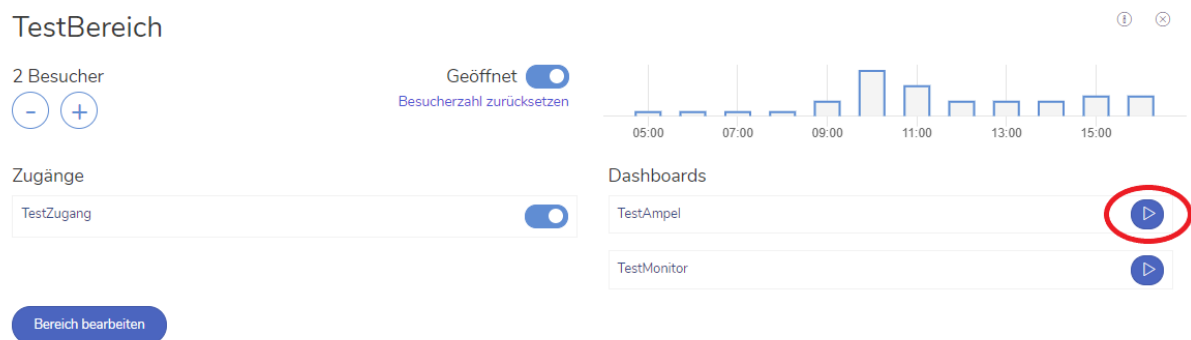 TestBereich
2 Besucher
Geöffnet
Besucherzahl zurücksetzen
- +
05:00 07:00 09:00 11:00 13:00 15:00
Zugänge
TestZugang
Dashboards
TestAmpel
TestMonitor
Bereich bearbeiten